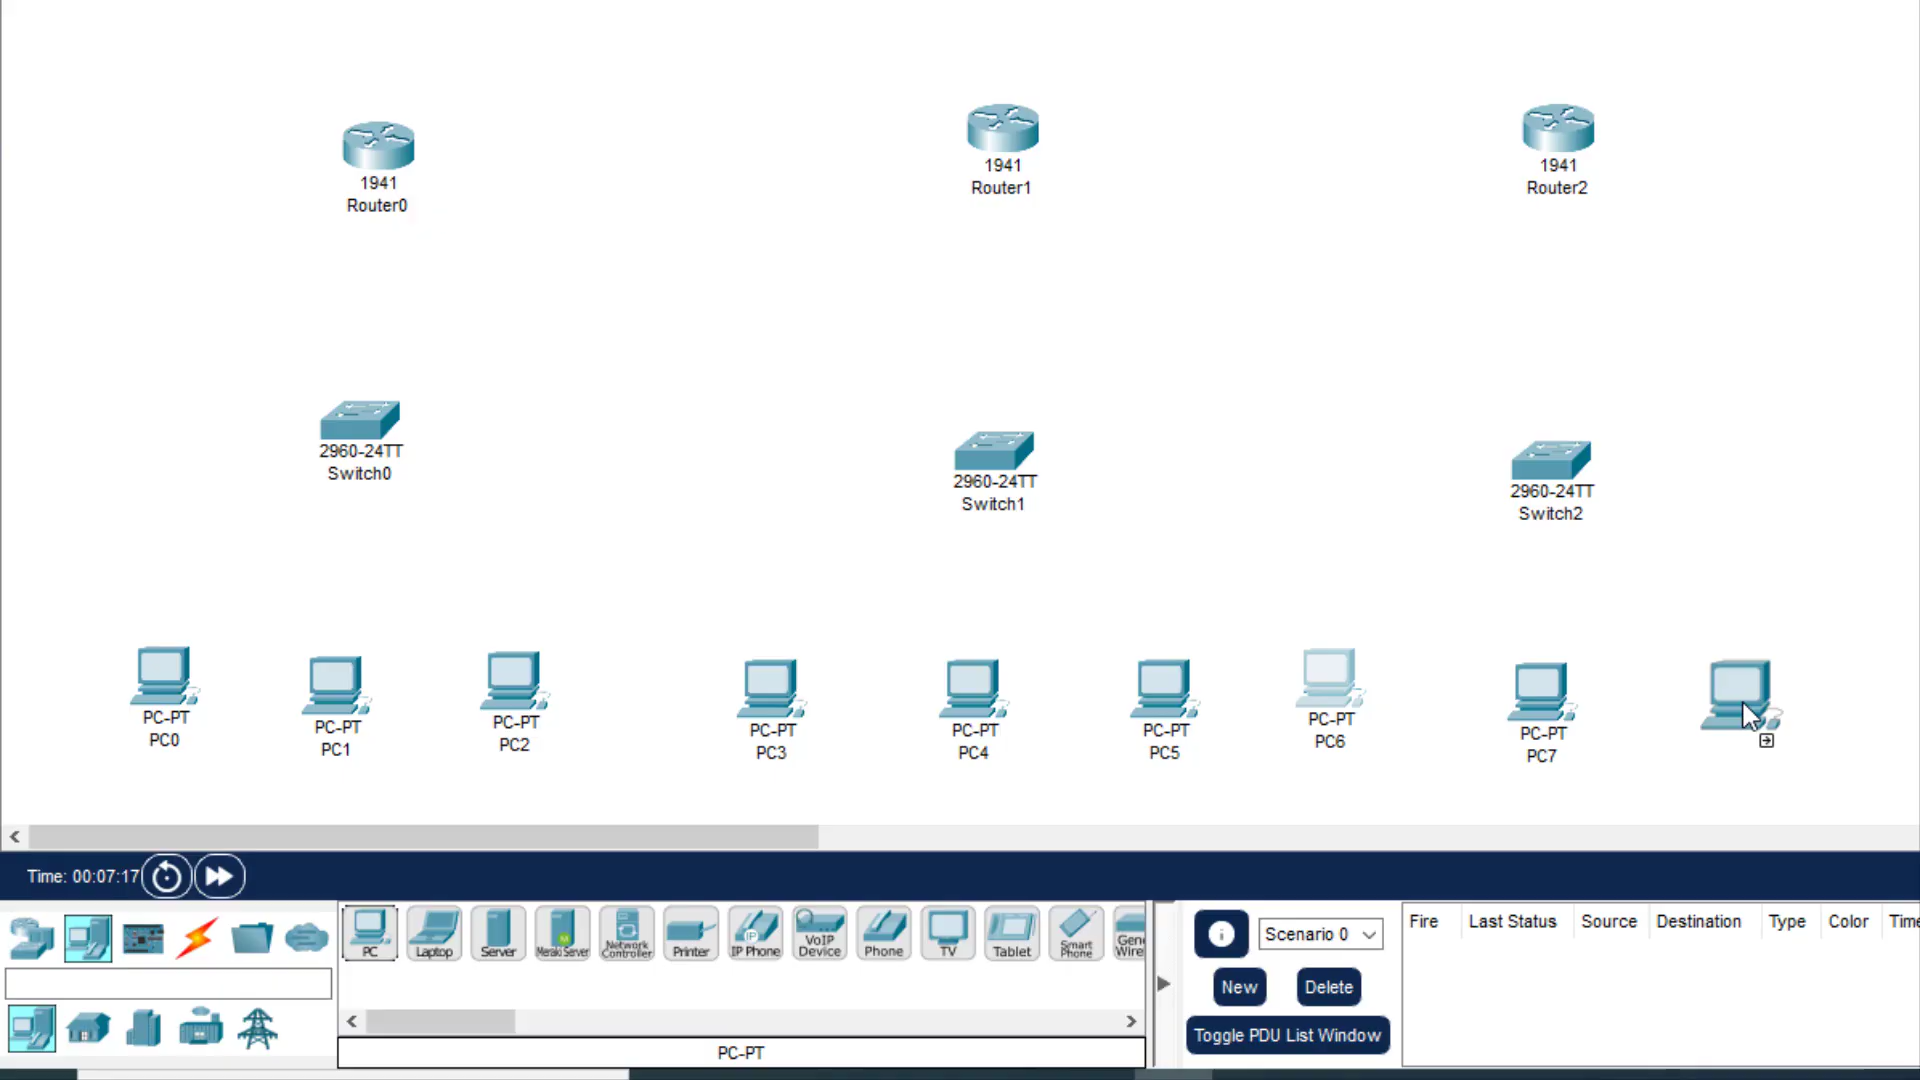 1941
Router0
1941
Router1
1941
Router2
2960-24TT
Switch0
2960-24TT
Switch1
2960-24TT
Switch2
PC-PT
PC0
PC-PT
PC1
PC-PT
PC2
PC-PT
PC3
PC-PT
PC4
PC-PT
PC5
PC-PT
PC6
PC-PT
PC7
Time: 00:07:17
PC
Laptop
Server
Meraki Server
Network
Controller
Printer
IP Phone
IP
VoIP
Device
Phone
TV
Tablet
Smart
Phone
Gene
Wire
PC-PT
Scenario 0
New
Delete
Toggle PDU List Window
Fire Last Status Source Destination Type Color Time